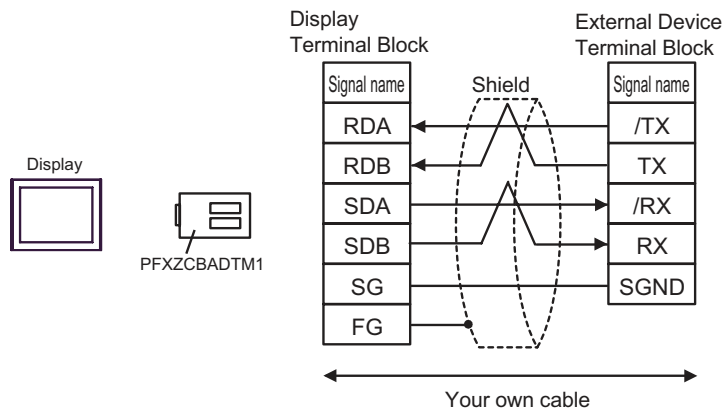 Display
Terminal Block
External Device
Terminal Block
Signal name
Shield
Signal name
RDA
/TX
RDB
TX
SDA
/RX
SDB
RX
SG
SGND
FG
Display
PFXZCBADTM1
Your own cable